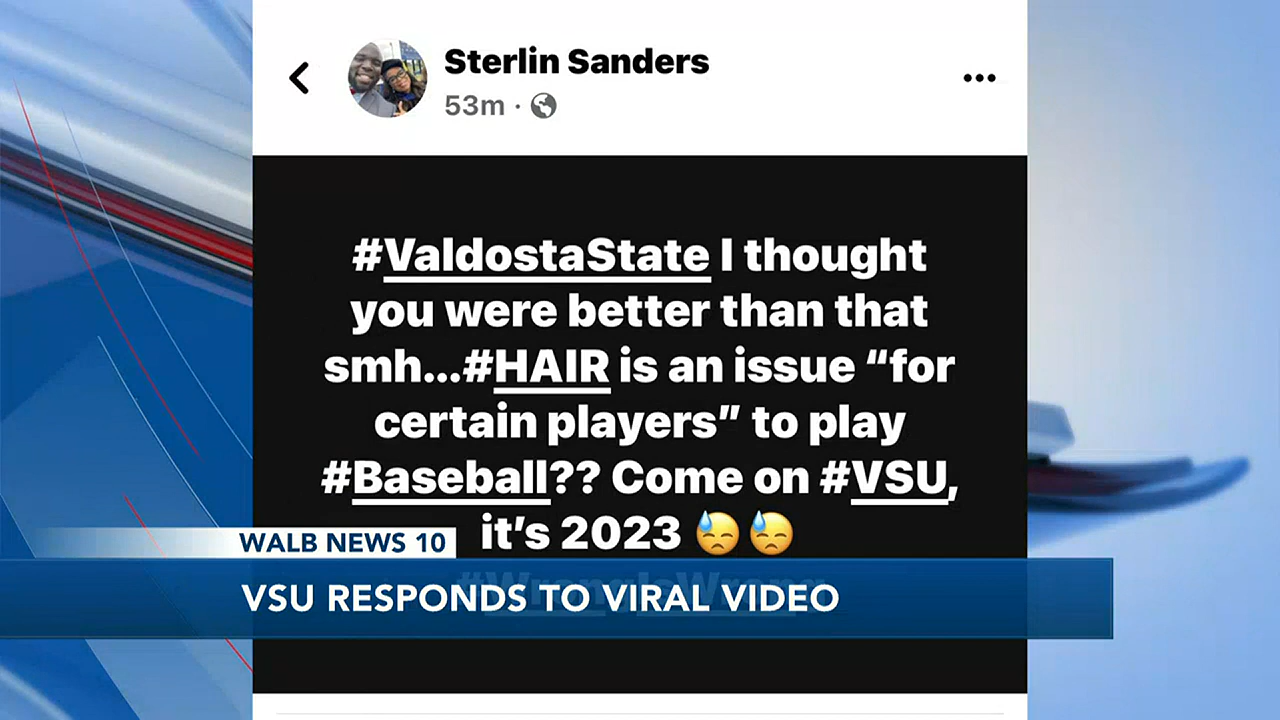 Sterlin Sanders
53m ·
#ValdostaState I thought
you were better than that
smh...#HAIR is an issue “for
certain players” to play
#Baseball?? Come on #VSU,
it’s 2023 😓😓
#WrongIsWrong
WALB NEWS 10
VSU RESPONDS TO VIRAL VIDEO